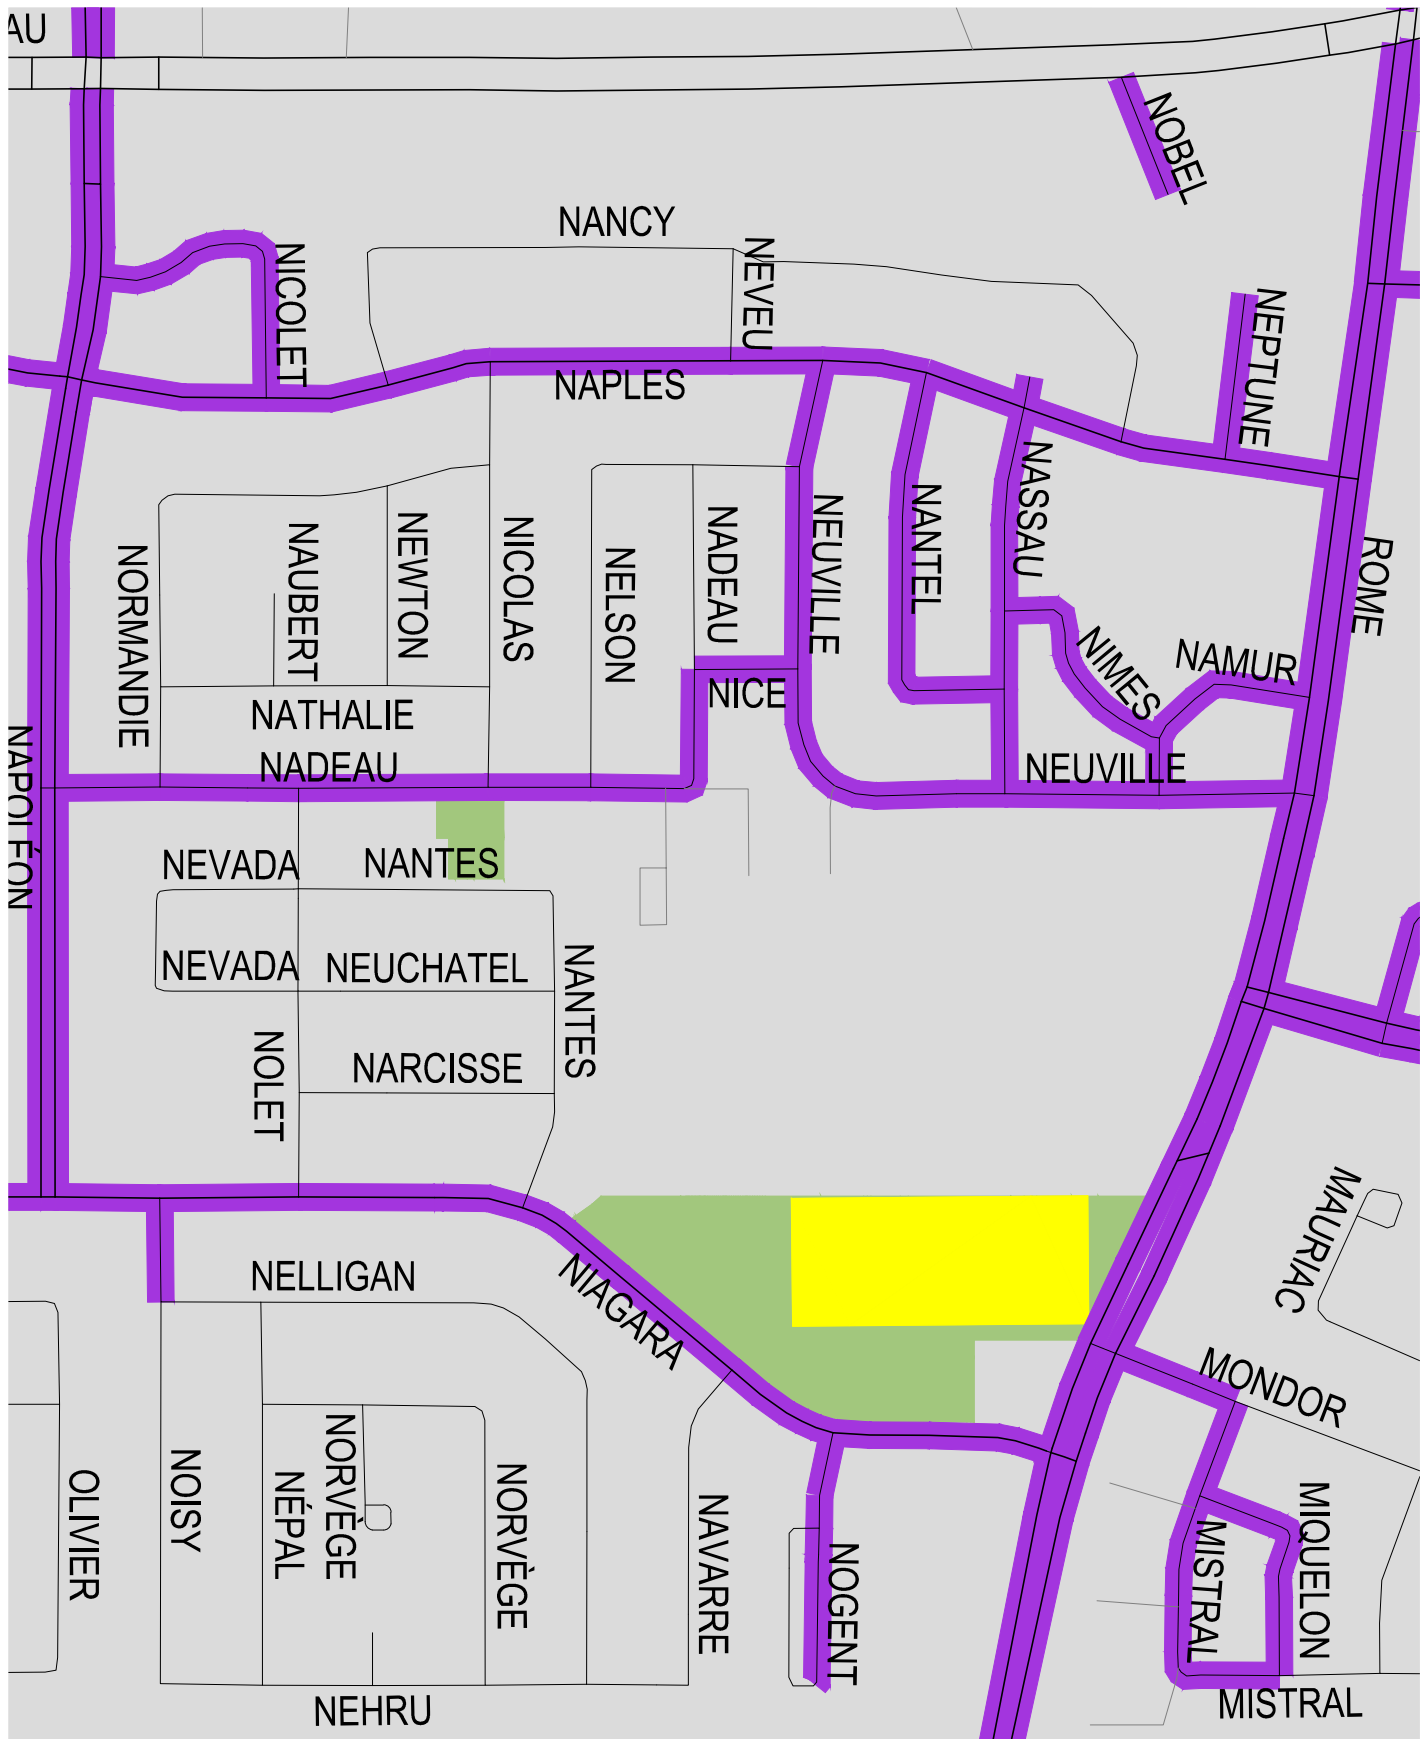 AU
NOBEL
NANCY
NEVEU
NICOLET
NEPTUNE
NAPLES
NASSAU
NANTEL
NEUVILLE
NADEAU
NICOLAS
NEWTON
NAUBERT
NORMANDIE
NELSON
ROME
NIMES
NAMUR
NICE
NATHALIE
NADEAU
NEUVILLE
NAPOLÉON
NEVADA
NANTES
NEVADA
NEUCHATEL
NANTES
NOLET
NARCISSE
MAURIAC
NELLIGAN
NIAGARA
MONDOR
NORVÈGE
NOISY
NÉPAL
NORVÈGE
OLIVIER
NAVARRE
NOGENT
MISTRAL
MIQUELON
NEHRU
MISTRAL